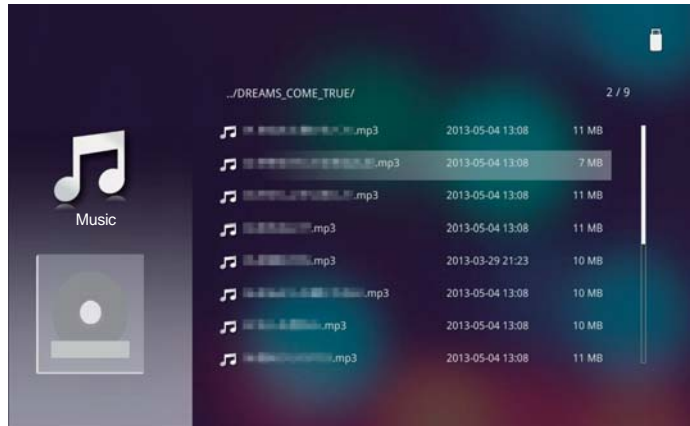 ../DREAMS_COME_TRUE/ 2 / 9
.mp3 2013-05-04 13:08 11 MB
.mp3 2013-05-04 13:08 7 MB
.mp3 2013-05-04 13:08 11 MB
Music
.mp3 2013-05-04 13:08 11 MB
.mp3 2013-03-29 21:23 10 MB
.mp3 2013-05-04 13:08 10 MB
.mp3 2013-05-04 13:08 10 MB
.mp3 2013-05-04 13:08 11 MB